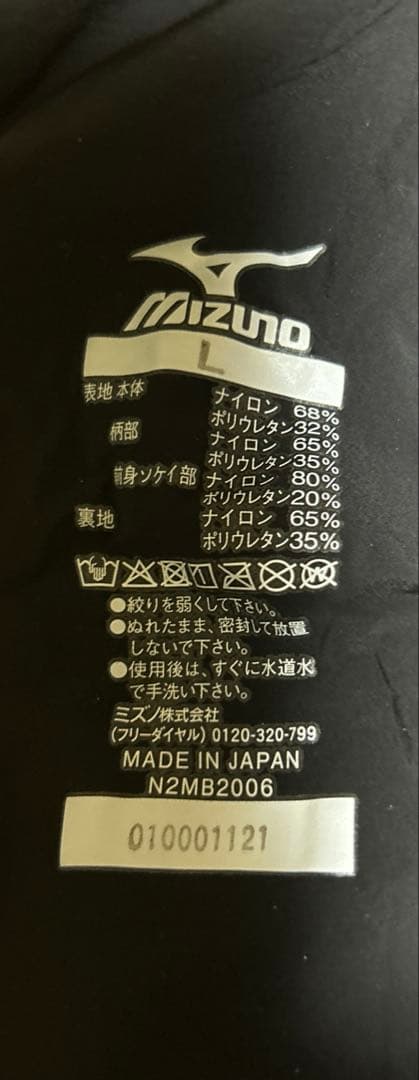 MIZUNO
L
表地 本体 ナイロン 68%
ポリウレタン32%
柄部 ナイロン 65%
ポリウレタン35%
前身ソケイ部 ナイロン 80%
ポリウレタン20%
裏地 ナイロン 65%
ポリウレタン35%
●絞りを弱くして下さい。
●ぬれたまま、密封して放置
しないで下さい。
●使用後は、すぐに水道水
で手洗い下さい。
ミズノ株式会社
(フリーダイヤル) 0120-320-799
MADE IN JAPAN
N2MB2006
010001121